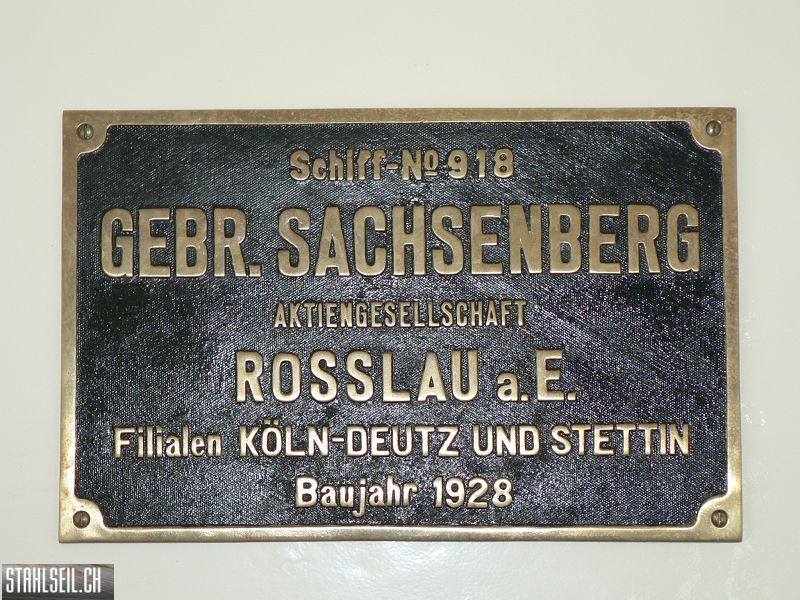 Schiff-No 918
GEBR. SACHSENBERG
AKTIENGESELLSCHAFT
ROSSLAU a. E.
Filialen KÖLN-DEUTZ UND STETTIN
Baujahr 1928
STAHLSEIL.CH